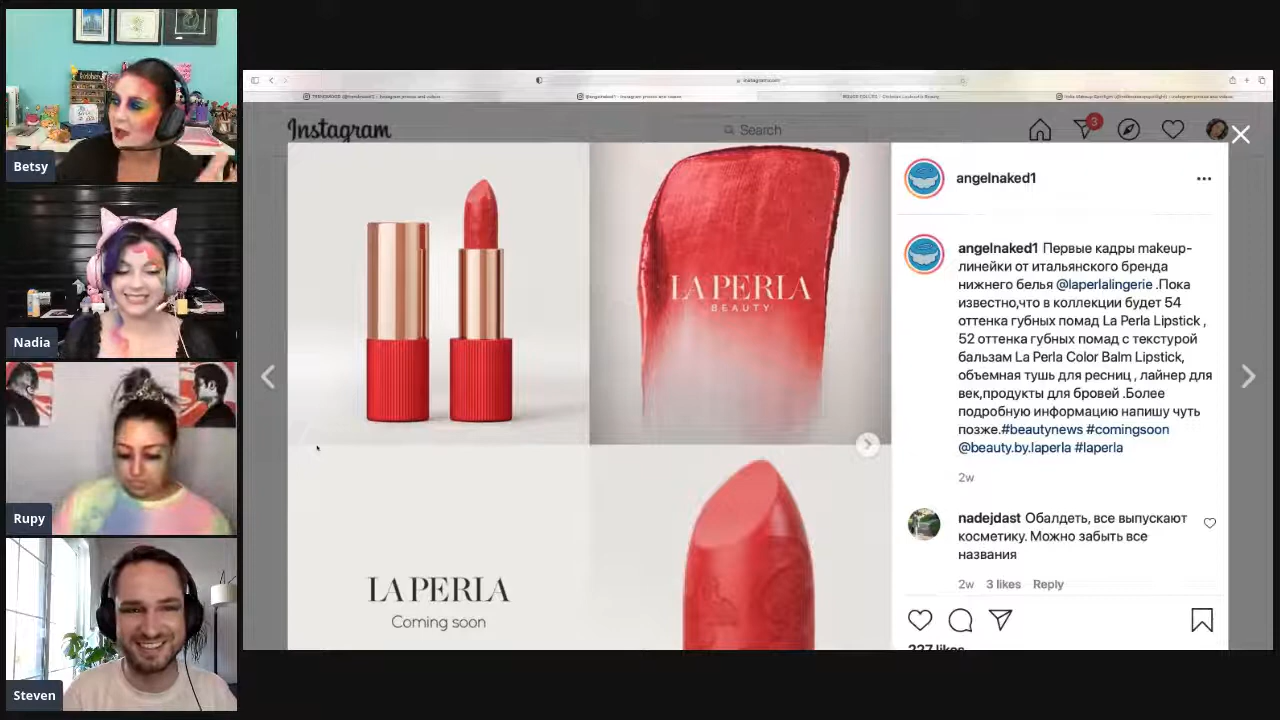 Betsy
Nadia
Rupy
Steven
instagram.com
Instagram
Search
3
LA PERLA
BEAUTY
LA PERLA
Coming soon
angelnaked1
angelnaked1 Первые кадры makeup-
линейки от итальянского бренда
нижнего белья @laperlalingerie .Пока
известно,что в коллекции будет 54
оттенка губных помад La Perla Lipstick ,
52 оттенка губных помад с текстурой
бальзам La Perla Color Balm Lipstick,
объемная тушь для ресниц , лайнер для
век,продукты для бровей .Более
подробную информацию напишу чуть
позже.#beautynews #comingsoon
@beauty.by.laperla #laperla
2w
nadejdast Обалдеть, все выпускают
косметику. Можно забыть все
названия
2w 3 likes Reply
227 likes